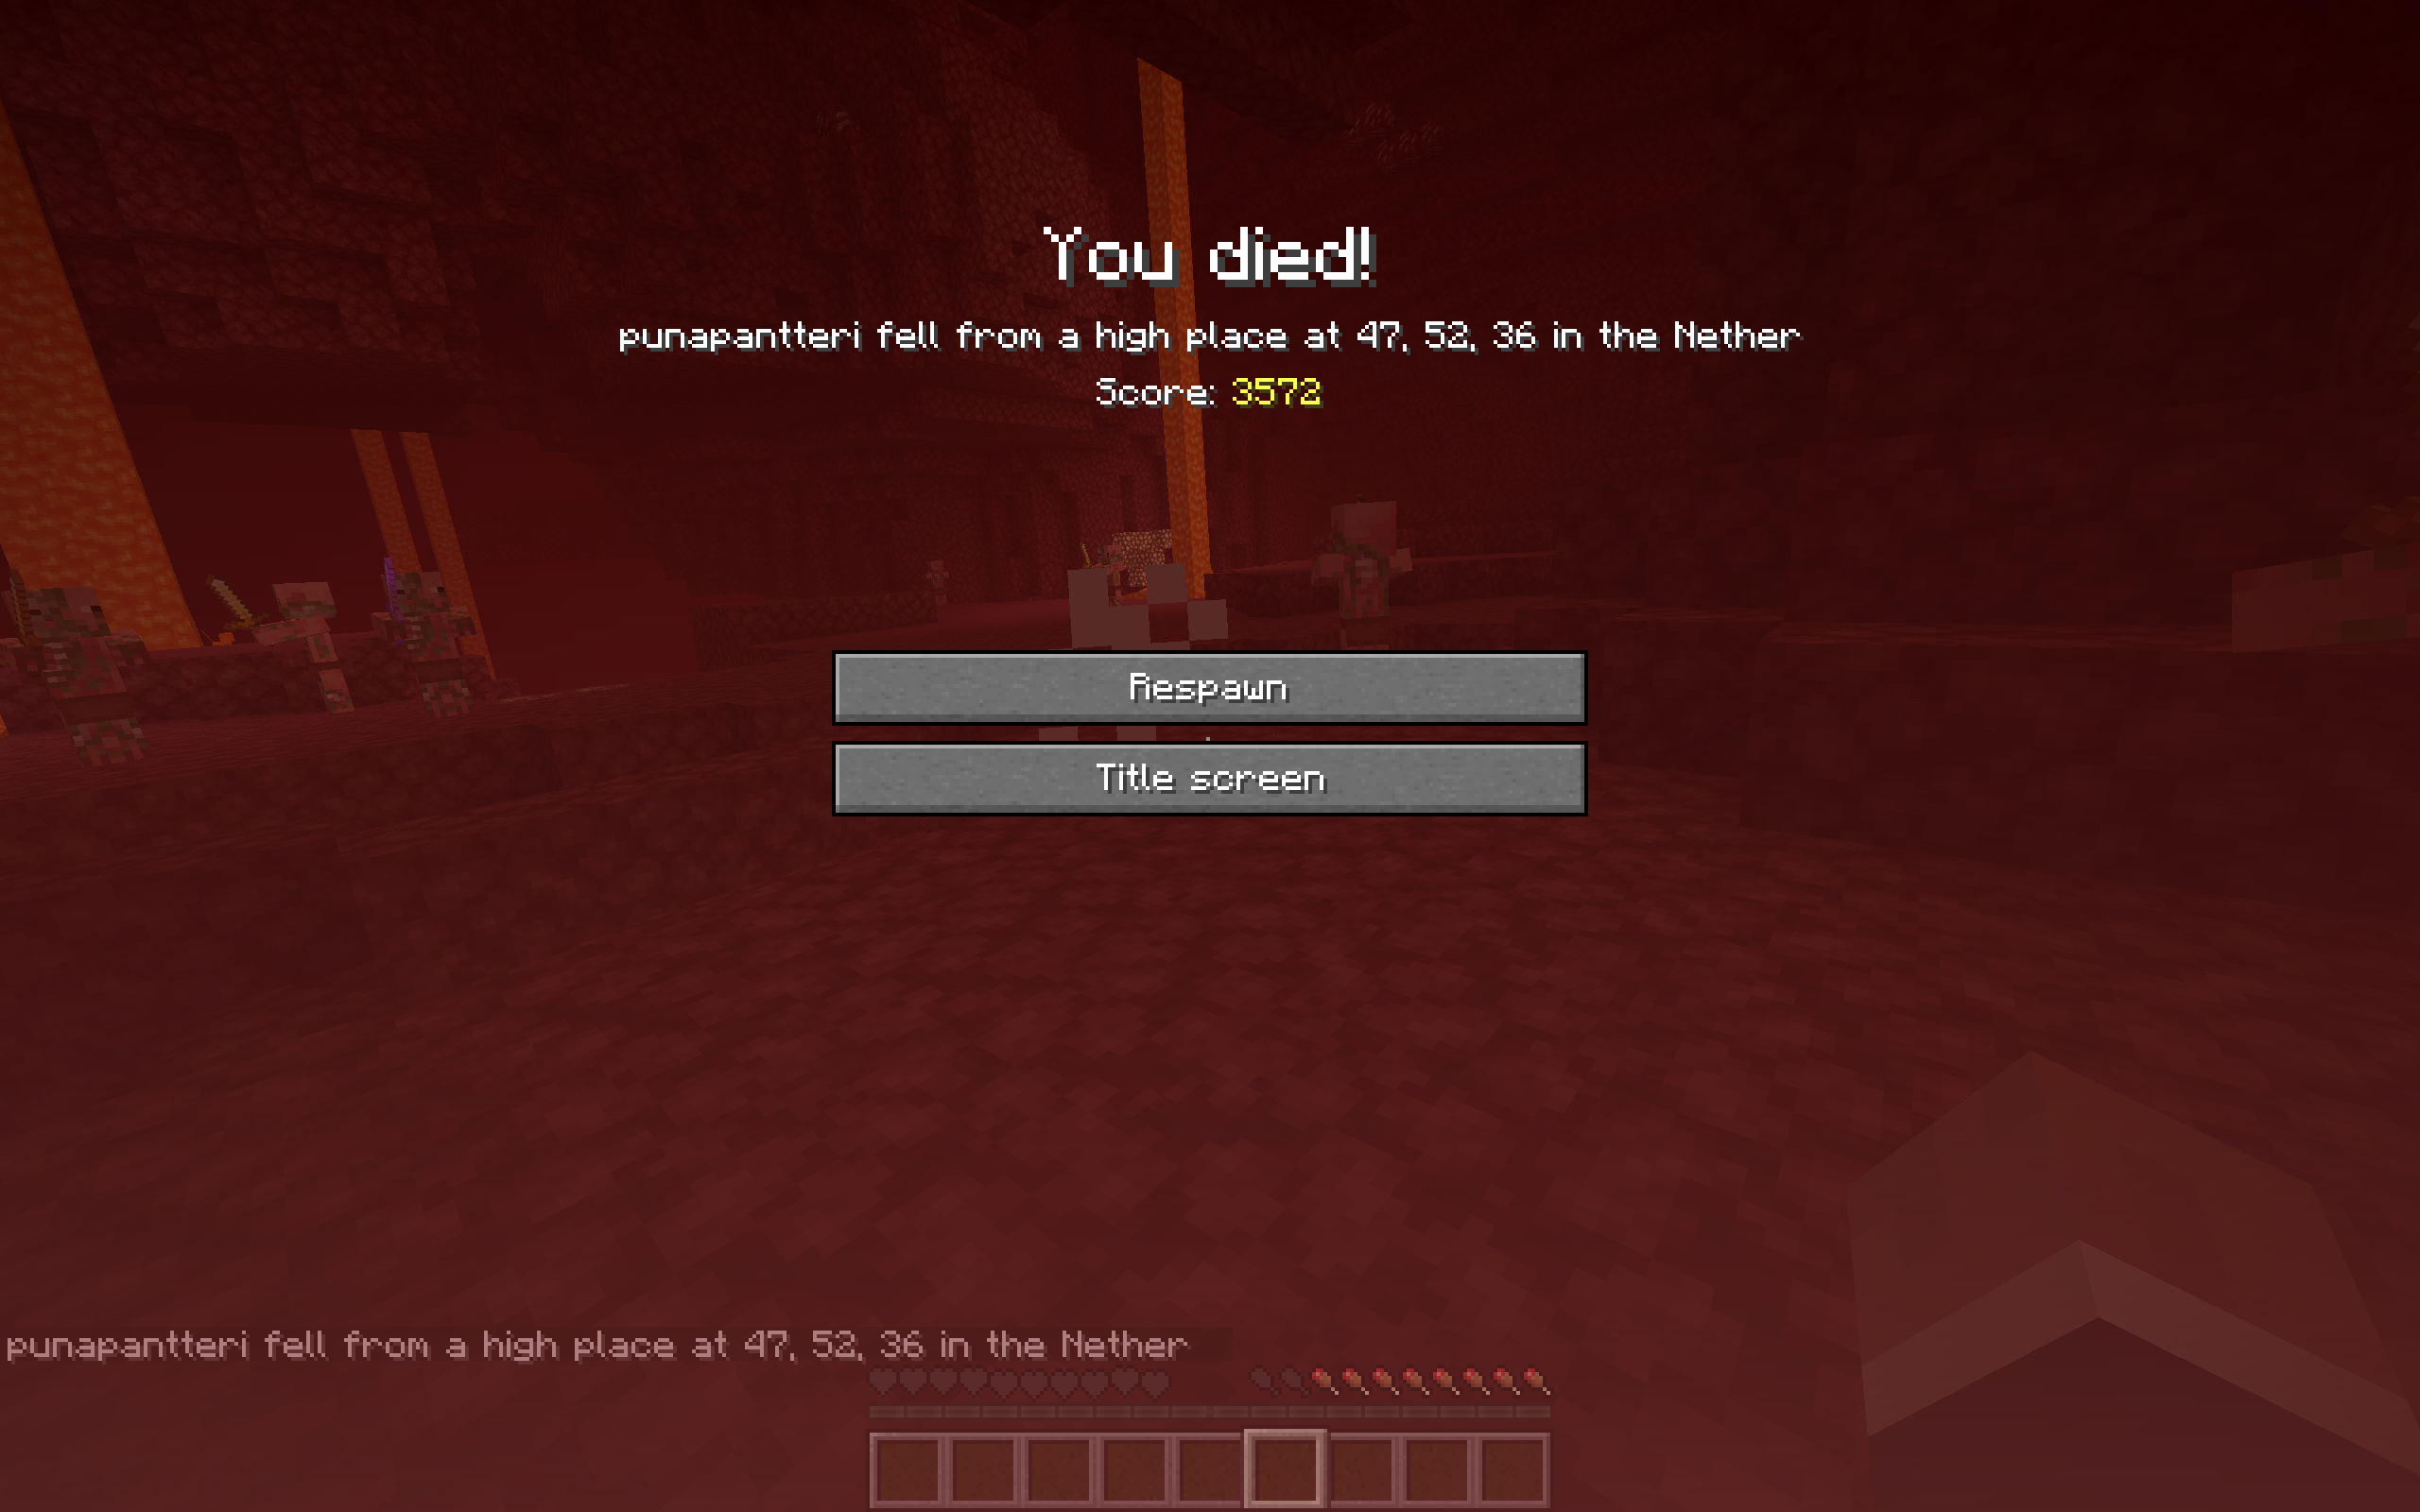 You died!
punapantteri fell from a high place at 47, 52, 36 in the Nether
Score: 3572
Respawn
Title screen
punapantteri fell from a high place at 47, 52, 36 in the Nether